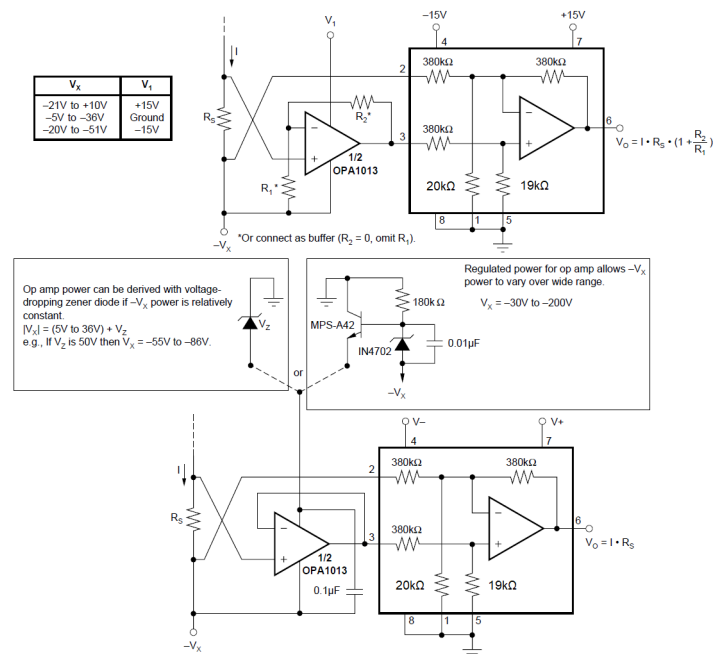 –15V
+15V
V1
4
7
I
380kΩ
380kΩ
VX V1
–21V to +10V +15V
–5V to –36V Ground
–20V to –51V –15V
2
RS
R2*
–
+
3
380kΩ
–
+
6
VO = I • RS • (1 + R2/R1)
1/2
OPA1013
R1*
20kΩ
19kΩ
8
1
5
–VX
*Or connect as buffer (R2 = 0, omit R1).
Op amp power can be derived with voltage-
dropping zener diode if –VX power is relatively
constant.
|VX| = (5V to 36V) + VZ
e.g., If VZ is 50V then VX = –55V to –86V.
VZ
or
Regulated power for op amp allows –VX
power to vary over wide range.
VX = –30V to –200V
180kΩ
MPS-A42
IN4702
0.01µF
–VX
V–
V+
4
7
I
380kΩ
380kΩ
2
RS
–
+
3
380kΩ
–
+
6
VO = I • RS
1/2
OPA1013
0.1µF
20kΩ
19kΩ
8
1
5
–VX